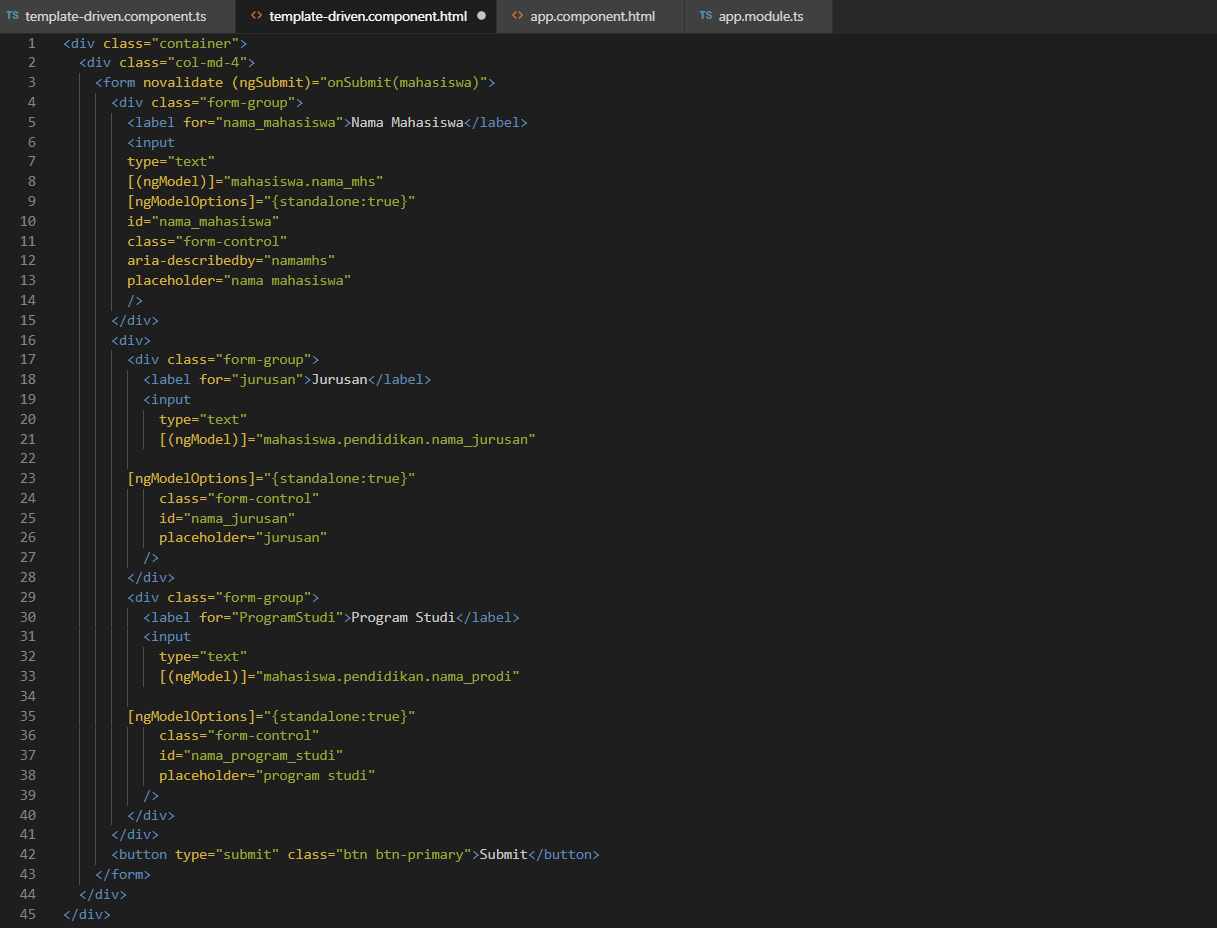 TS template-driven.component.ts <> template-driven.component.html ● <> app.component.html TS app.module.ts
1 <div class="container">
2 <div class="col-md-4">
3 <form novalidate (ngSubmit)="onSubmit(mahasiswa)">
4 <div class="form-group">
5 <label for="nama_mahasiswa">Nama Mahasiswa</label>
6 <input
7 type="text"
8 [(ngModel)]="mahasiswa.nama_mhs"
9 [ngModelOptions]="{standalone:true}"
10 id="nama_mahasiswa"
11 class="form-control"
12 aria-describedby="namamhs"
13 placeholder="nama mahasiswa"
14 />
15 </div>
16 <div>
17 <div class="form-group">
18 <label for="jurusan">Jurusan</label>
19 <input
20 type="text"
21 [(ngModel)]="mahasiswa.pendidikan.nama_jurusan"
22
23 [ngModelOptions]="{standalone:true}"
24 class="form-control"
25 id="nama_jurusan"
26 placeholder="jurusan"
27 />
28 </div>
29 <div class="form-group">
30 <label for="ProgramStudi">Program Studi</label>
31 <input
32 type="text"
33 [(ngModel)]="mahasiswa.pendidikan.nama_prodi"
34
35 [ngModelOptions]="{standalone:true}"
36 class="form-control"
37 id="nama_program_studi"
38 placeholder="program studi"
39 />
40 </div>
41 </div>
42 <button type="submit" class="btn btn-primary">Submit</button>
43 </form>
44 </div>
45 </div>